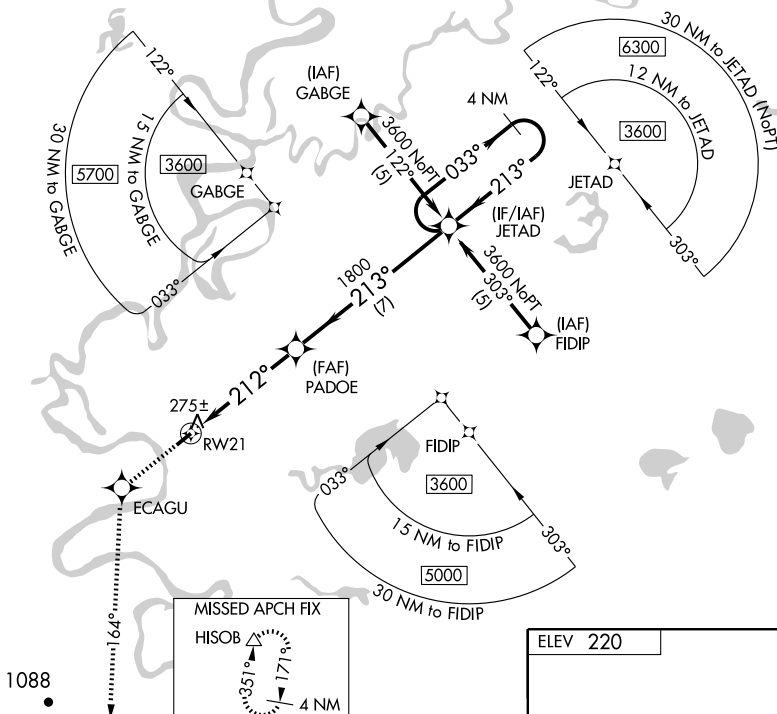 122°
30 NM to GABGE
15 NM to GABGE
5700
3600
GABGE
033°
(IAF)
GABGE
3600 NoPT
122°
(5)
4 NM
033°
213°
(IF/IAF)
JETAD
30 NM to JETAD (NoPT)
6300
12 NM to JETAD
122°
3600
JETAD
303°
3600 NoPT
303°
(5)
(IAF)
FIDIP
1800
213°
(7)
(FAF)
PADOE
212°
275±
RW21
ECAGU
164°
FIDIP
033°
3600
15 NM to FIDIP
303°
5000
30 NM to FIDIP
MISSED APCH FIX
HISOB
351°
171°
4 NM
1088
ELEV 220